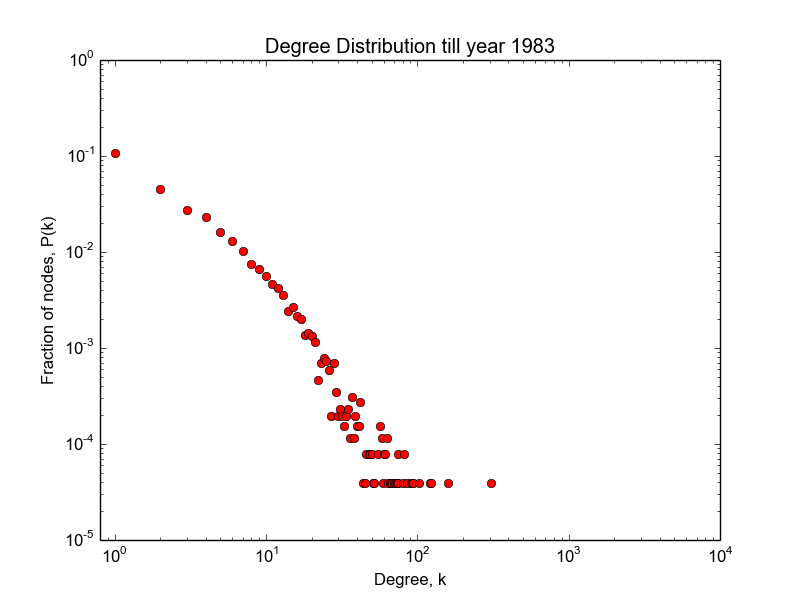 Degree Distribution till year 1983
10^0
10^-1
10^-2
10^-3
10^-4
10^-5
Fraction of nodes, P(k)
10^0 10^1 10^2 10^3 10^4
Degree, k